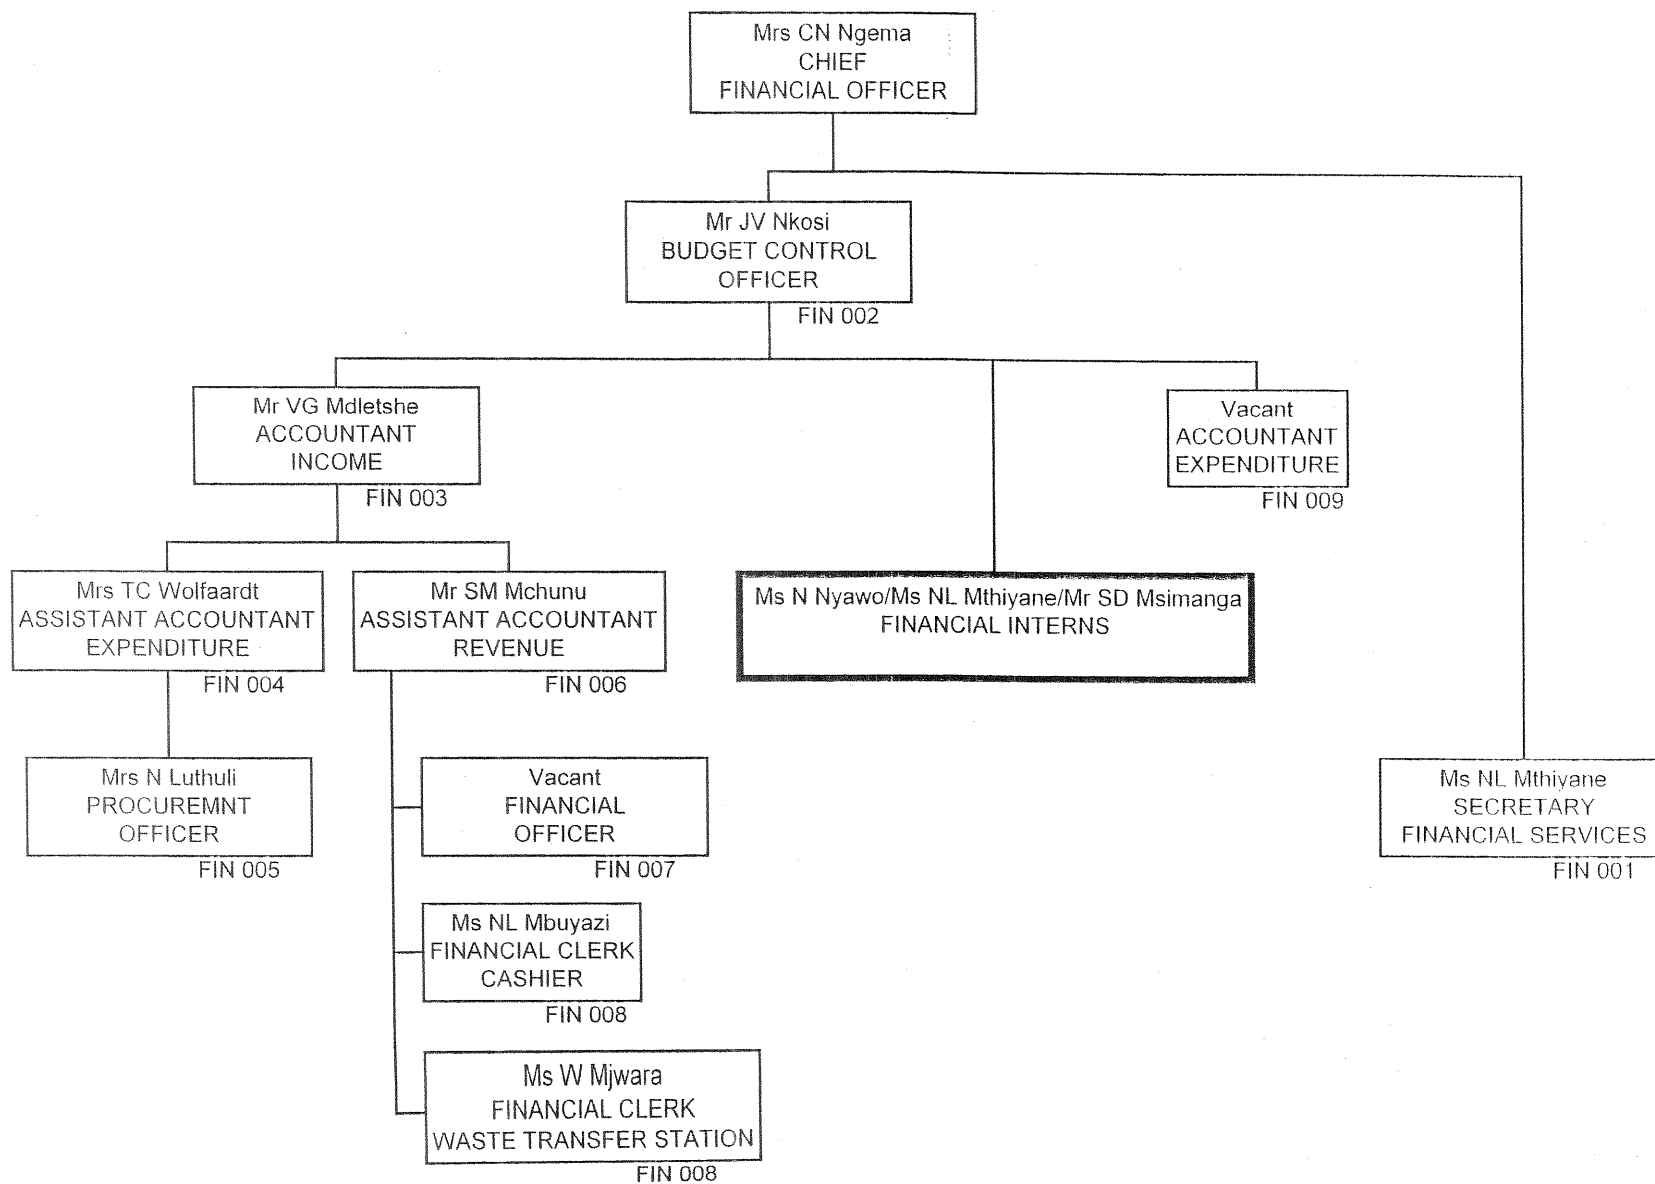 Mrs CN Ngema
CHIEF
FINANCIAL OFFICER
Mr JV Nkosi
BUDGET CONTROL
OFFICER
FIN 002
Mr VG Mdletshe
ACCOUNTANT
INCOME
FIN 003
Vacant
ACCOUNTANT
EXPENDITURE
FIN 009
Mrs TC Wolfaardt
ASSISTANT ACCOUNTANT
EXPENDITURE
FIN 004
Mr SM Mchunu
ASSISTANT ACCOUNTANT
REVENUE
FIN 006
Ms N Nyawo/Ms NL Mthiyane/Mr SD Msimanga
FINANCIAL INTERNS
Mrs N Luthuli
PROCUREMNT
OFFICER
FIN 005
Vacant
FINANCIAL
OFFICER
FIN 007
Ms NL Mthiyane
SECRETARY
FINANCIAL SERVICES
FIN 001
Ms NL Mbuyazi
FINANCIAL CLERK
CASHIER
FIN 008
Ms W Mjwara
FINANCIAL CLERK
WASTE TRANSFER STATION
FIN 008